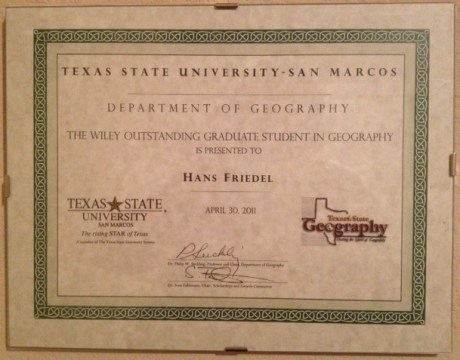 TEXAS STATE UNIVERSITY-SAN MARCOS
DEPARTMENT OF GEOGRAPHY
THE WILEY OUTSTANDING GRADUATE STUDENT IN GEOGRAPHY
IS PRESENTED TO
HANS FRIEDEL
TEXAS STATE
UNIVERSITY
SAN MARCOS
The rising STAR of Texas
APRIL 30, 2011
Texas State
Geography